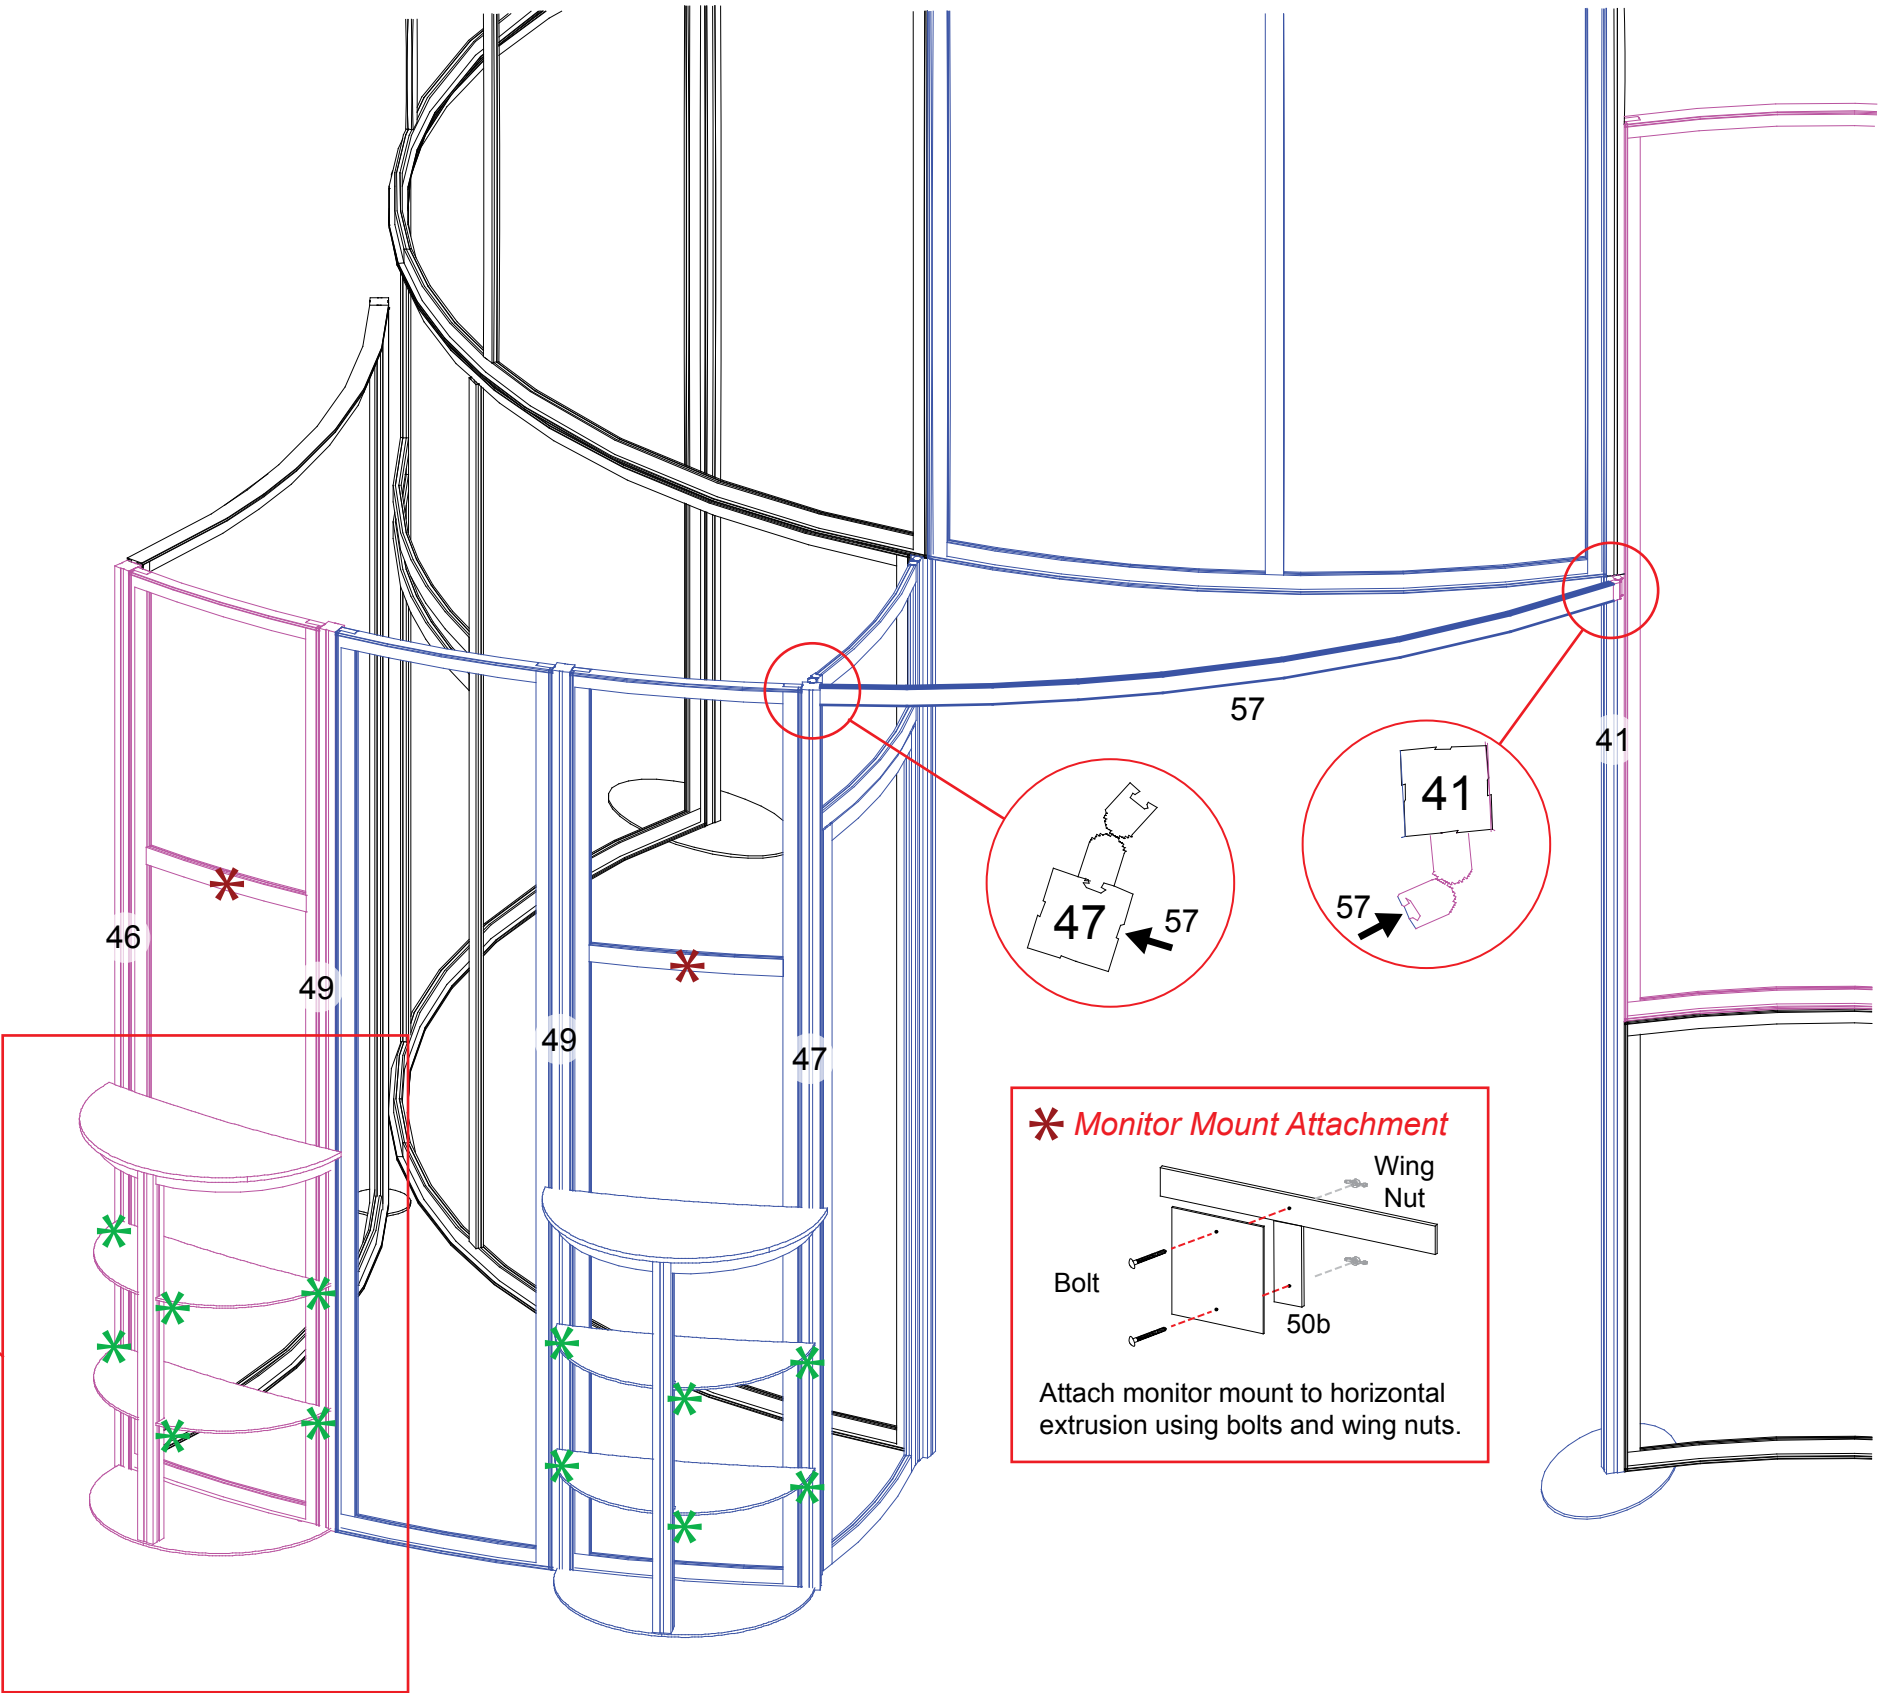 57
41
41
57
47
57
46
49
49
47
* Monitor Mount Attachment
Wing
Nut
Bolt
50b
Attach monitor mount to horizontal
extrusion using bolts and wing nuts.